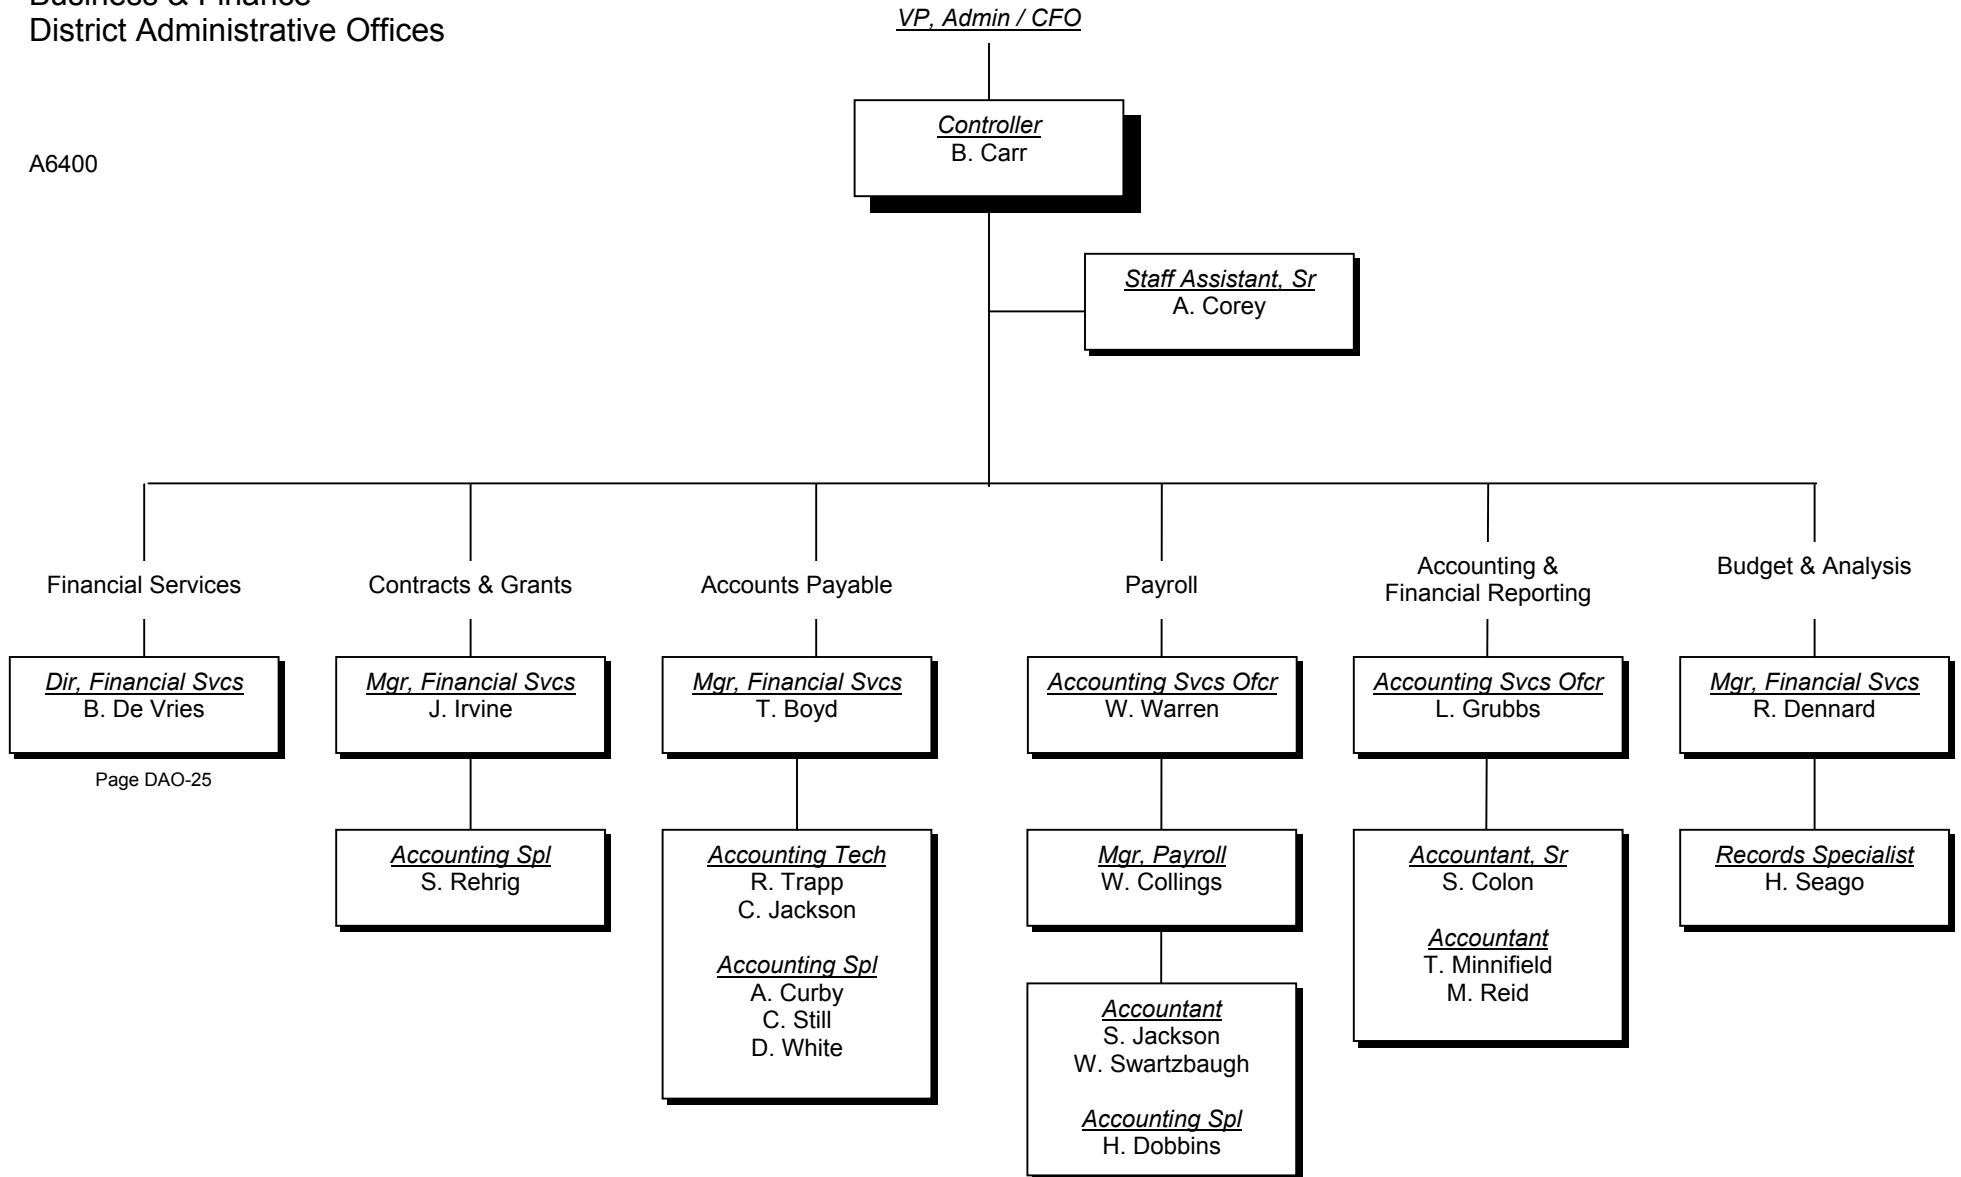 Business & Finance
District Administrative Offices
A6400
VP, Admin / CFO
Controller
B. Carr
Staff Assistant, Sr
A. Corey
Financial Services
Dir, Financial Svcs
B. De Vries
Page DAO-25
Contracts & Grants
Mgr, Financial Svcs
J. Irvine
Accounting Spl
S. Rehrig
Accounts Payable
Mgr, Financial Svcs
T. Boyd
Accounting Tech
R. Trapp
C. Jackson
Accounting Spl
A. Curby
C. Still
D. White
Payroll
Accounting Svcs Ofcr
W. Warren
Mgr, Payroll
W. Collings
Accountant
S. Jackson
W. Swartzbaugh
Accounting Spl
H. Dobbins
Accounting &
Financial Reporting
Accounting Svcs Ofcr
L. Grubbs
Accountant, Sr
S. Colon
Accountant
T. Minnifield
M. Reid
Budget & Analysis
Mgr, Financial Svcs
R. Dennard
Records Specialist
H. Seago